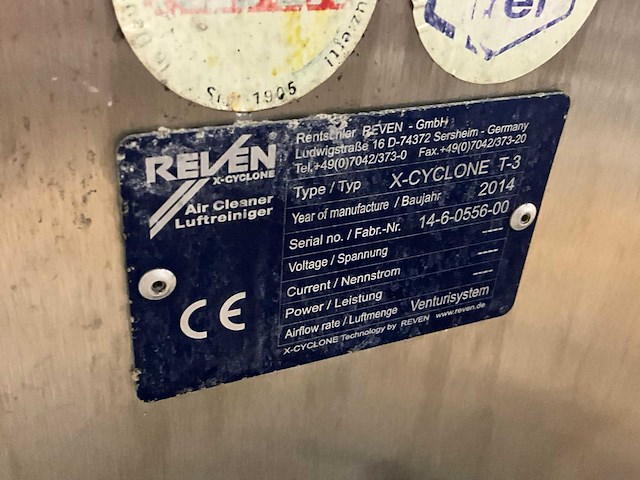 1905
REVEN®
X-CYCLONE
Air Cleaner
Luftreiniger
CE
Rentschler REVEN - GmbH
Ludwigstraße 16 D-74372 Sersheim - Germany
Tel.+49(0)7042/373-0 Fax.+49(0)7042/373-20
Type / Typ X-CYCLONE T-3
Year of manufacture / Baujahr 2014
Serial no. / Fabr.-Nr. 14-6-0556-00
Voltage / Spannung ----
Current / Nennstrom ----
Power / Leistung ----
Airflow rate / Luftmenge Venturisystem
X-CYCLONE Technology by REVEN www.reven.de